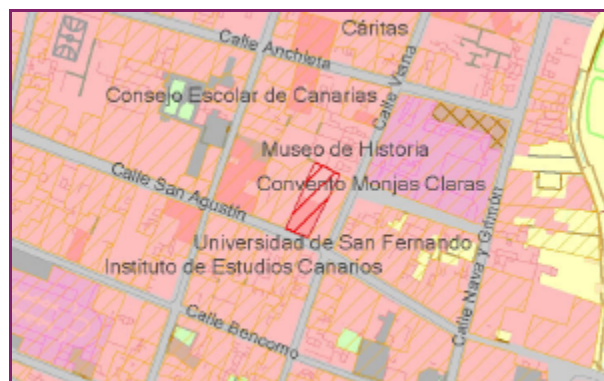 Cáritas
Calle Anchieta
Calle Viana
Consejo Escolar de Canarias
Museo de Historia
Calle San Agustín
Convento Monjas Claras
Universidad de San Fernando
Instituto de Estudios Canarios
Calle Nava y Grimón
Calle Bencomo